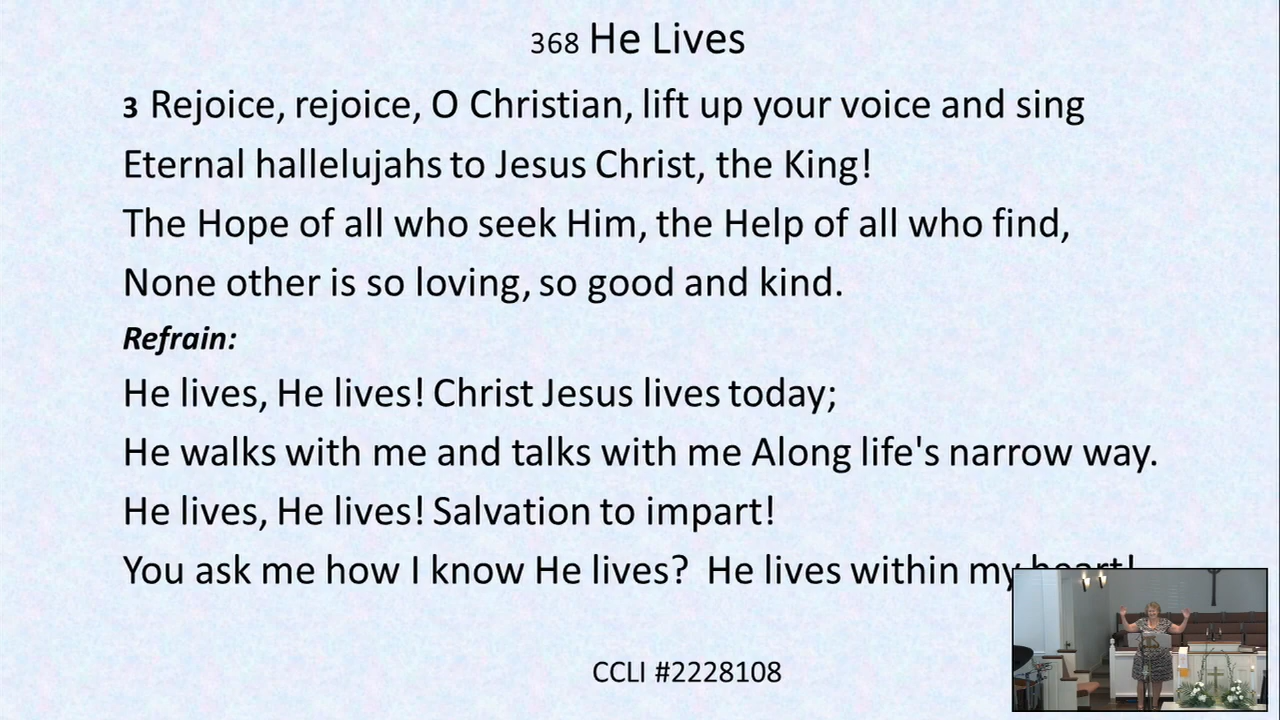 368 He Lives
3 Rejoice, rejoice, O Christian, lift up your voice and sing
Eternal hallelujahs to Jesus Christ, the King!
The Hope of all who seek Him, the Help of all who find,
None other is so loving, so good and kind.
Refrain:
He lives, He lives! Christ Jesus lives today;
He walks with me and talks with me Along life's narrow way.
He lives, He lives! Salvation to impart!
You ask me how I know He lives?  He lives within my heart!
CCLI #2228108